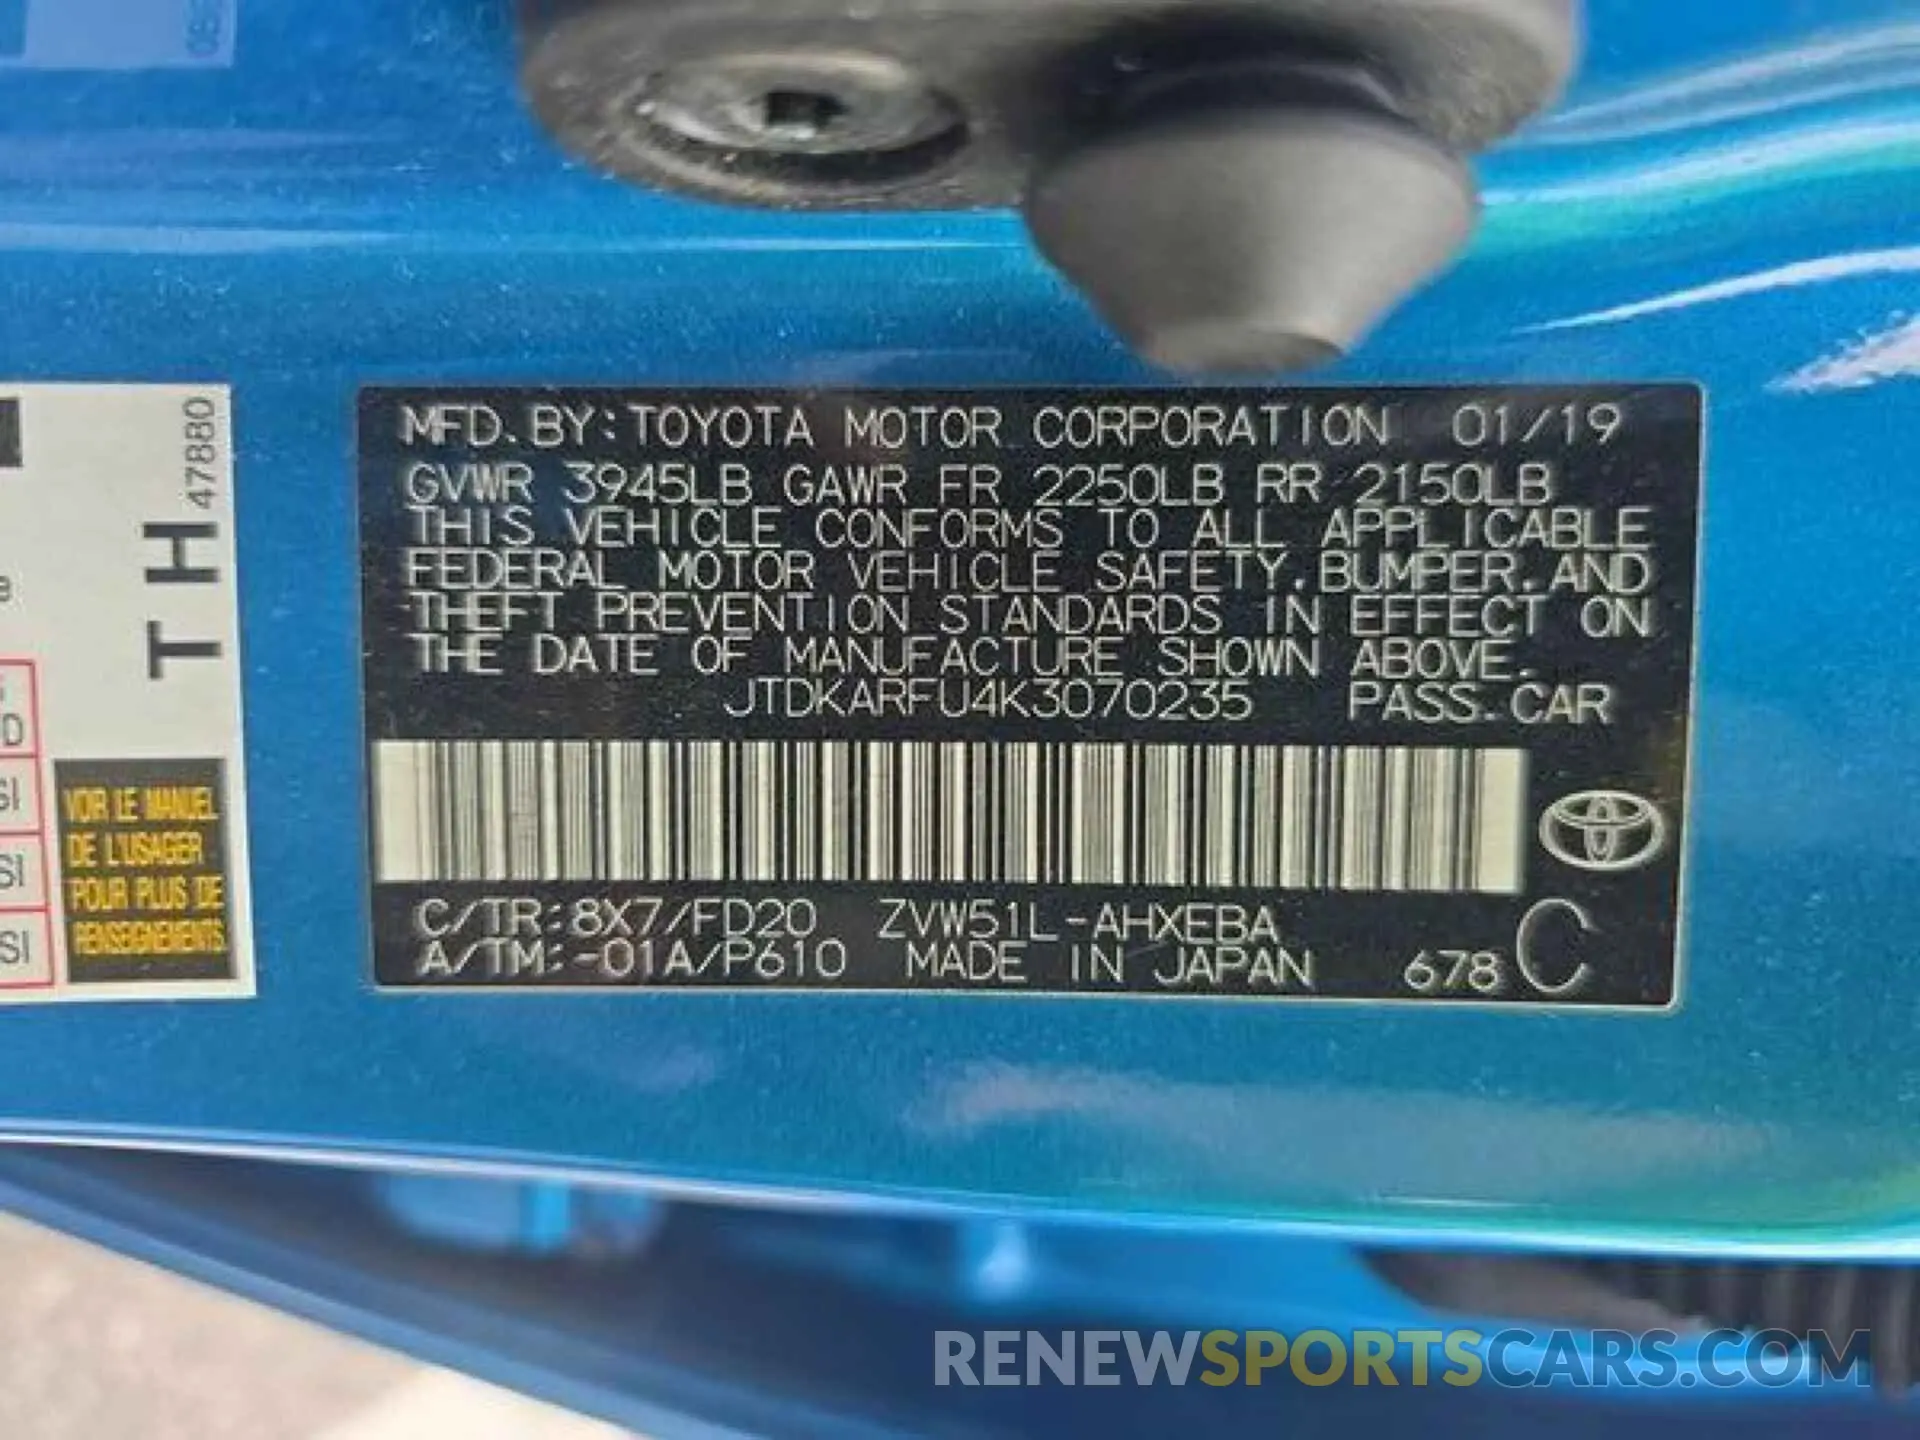 MFD. BY: TOYOTA MOTOR CORPORATION 01/19
GVWR 3945LB GAWR FR 2250LB RR 2150LB
THIS VEHICLE CONFORMS TO ALL APPLICABLE
FEDERAL MOTOR VEHICLE SAFETY, BUMPER, AND
THEFT PREVENTION STANDARDS IN EFFECT ON
THE DATE OF MANUFACTURE SHOWN ABOVE.
JTDKARFU4K3070235 PASS. CAR
C/TR: 8X7/FD20 ZVW51L-AHXEBA
A/TM: -01A/P610 MADE IN JAPAN 678 C
TH 47880
VOIR LE MANUEL
DE L'USAGER
POUR PLUS DE
RENSEIGNEMENTS
SI
SI
SI
RENEWSPORTSCARS.COM